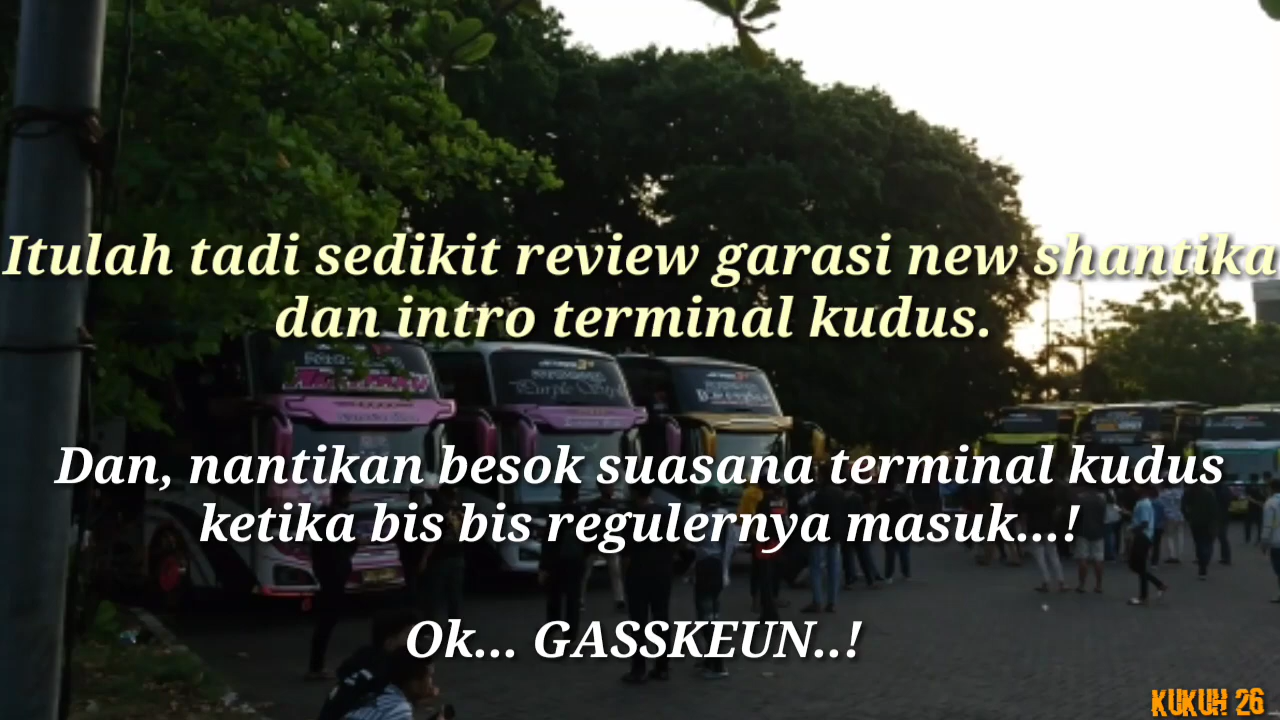 Itulah tadi sedikit review garasi new shantika
dan intro terminal kudus.
Dan, nantikan besok suasana terminal kudus
ketika bis bis regulernya masuk...!
Ok... GASSKEUN..!
KUKUH 26